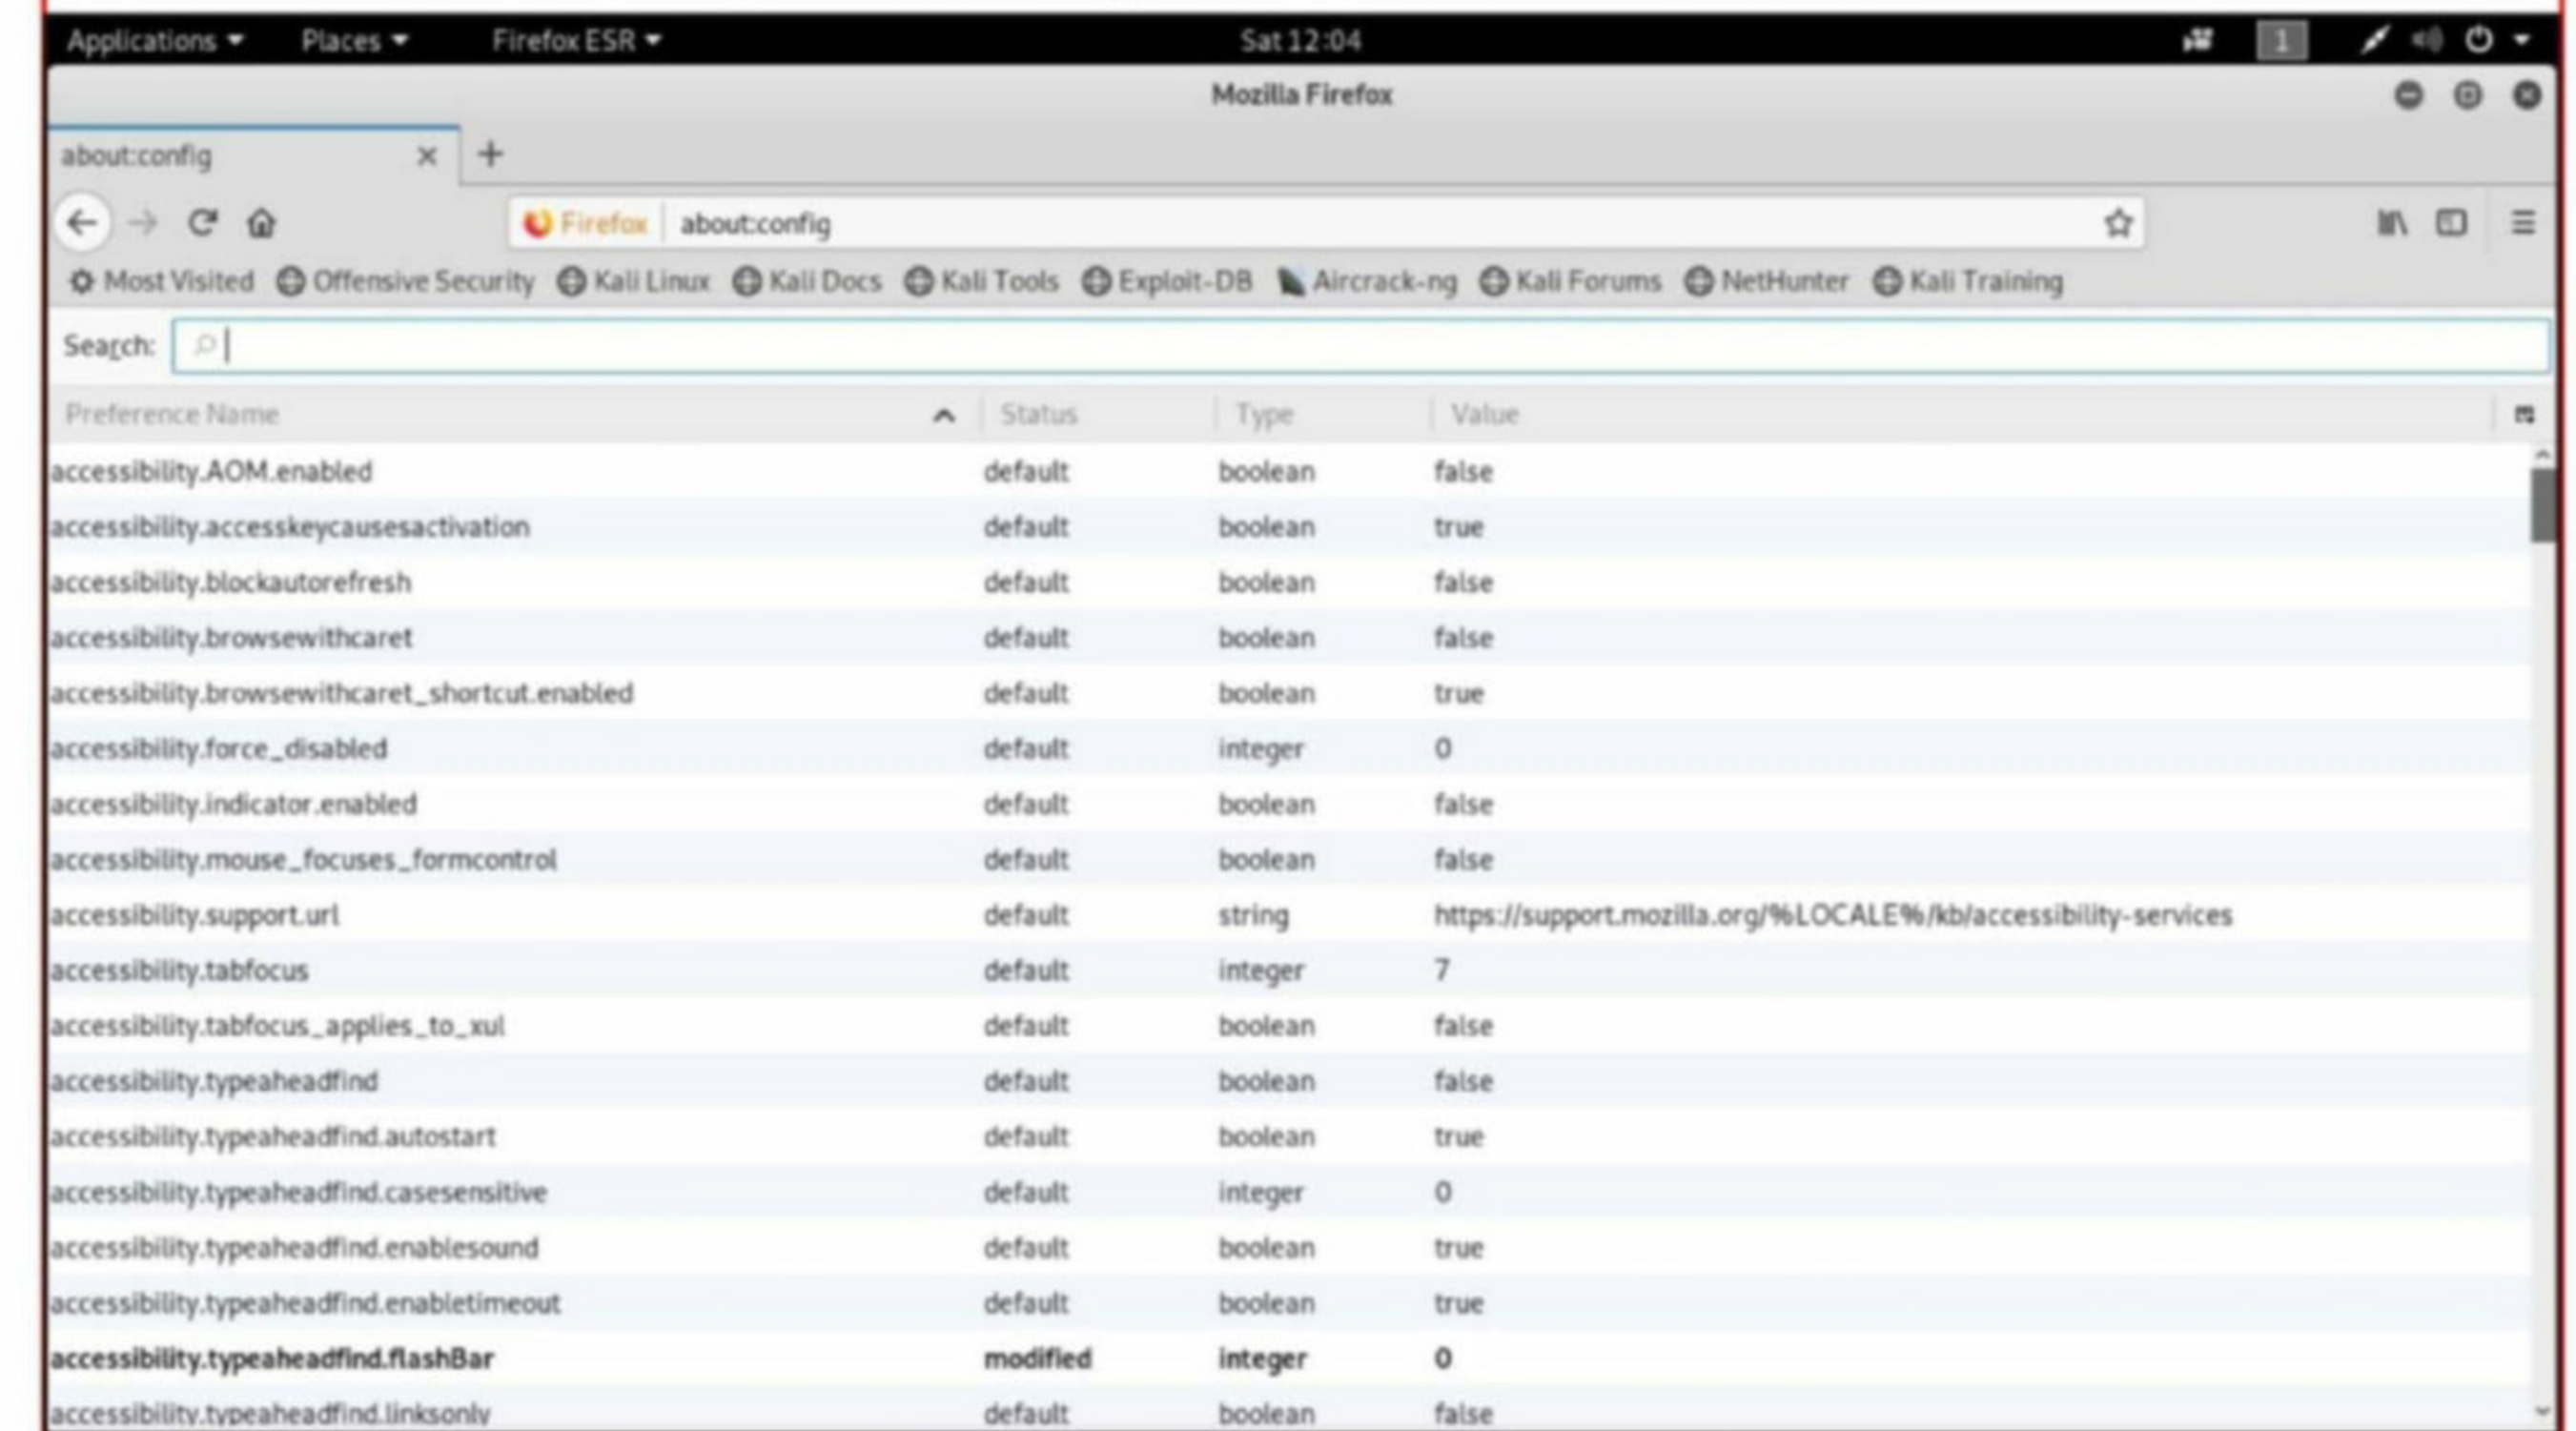 Applications Places Firefox ESR Sat 12:04 1
Mozilla Firefox
about:config
Firefox about:config
Most Visited Offensive Security Kali Linux Kali Docs Kali Tools Exploit-DB Aircrack-ng Kali Forums NetHunter Kali Training
Search:
Preference Name Status Type Value
accessibility.AOM.enabled default boolean false
accessibility.accesskeycausesactivation default boolean true
accessibility.blockautorefresh default boolean false
accessibility.browsewithcaret default boolean false
accessibility.browsewithcaret_shortcut.enabled default boolean true
accessibility.force_disabled default integer 0
accessibility.indicator.enabled default boolean false
accessibility.mouse_focuses_formcontrol default boolean false
accessibility.support.url default string https://support.mozilla.org/%LOCALE%/kb/accessibility-services
accessibility.tabfocus default integer 7
accessibility.tabfocus_applies_to_xul default boolean false
accessibility.typeaheadfind default boolean false
accessibility.typeaheadfind.autostart default boolean true
accessibility.typeaheadfind.casesensitive default integer 0
accessibility.typeaheadfind.enablesound default boolean true
accessibility.typeaheadfind.enabletimeout default boolean true
accessibility.typeaheadfind.flashBar modified integer 0
accessibility.typeaheadfind.linksonly default boolean false